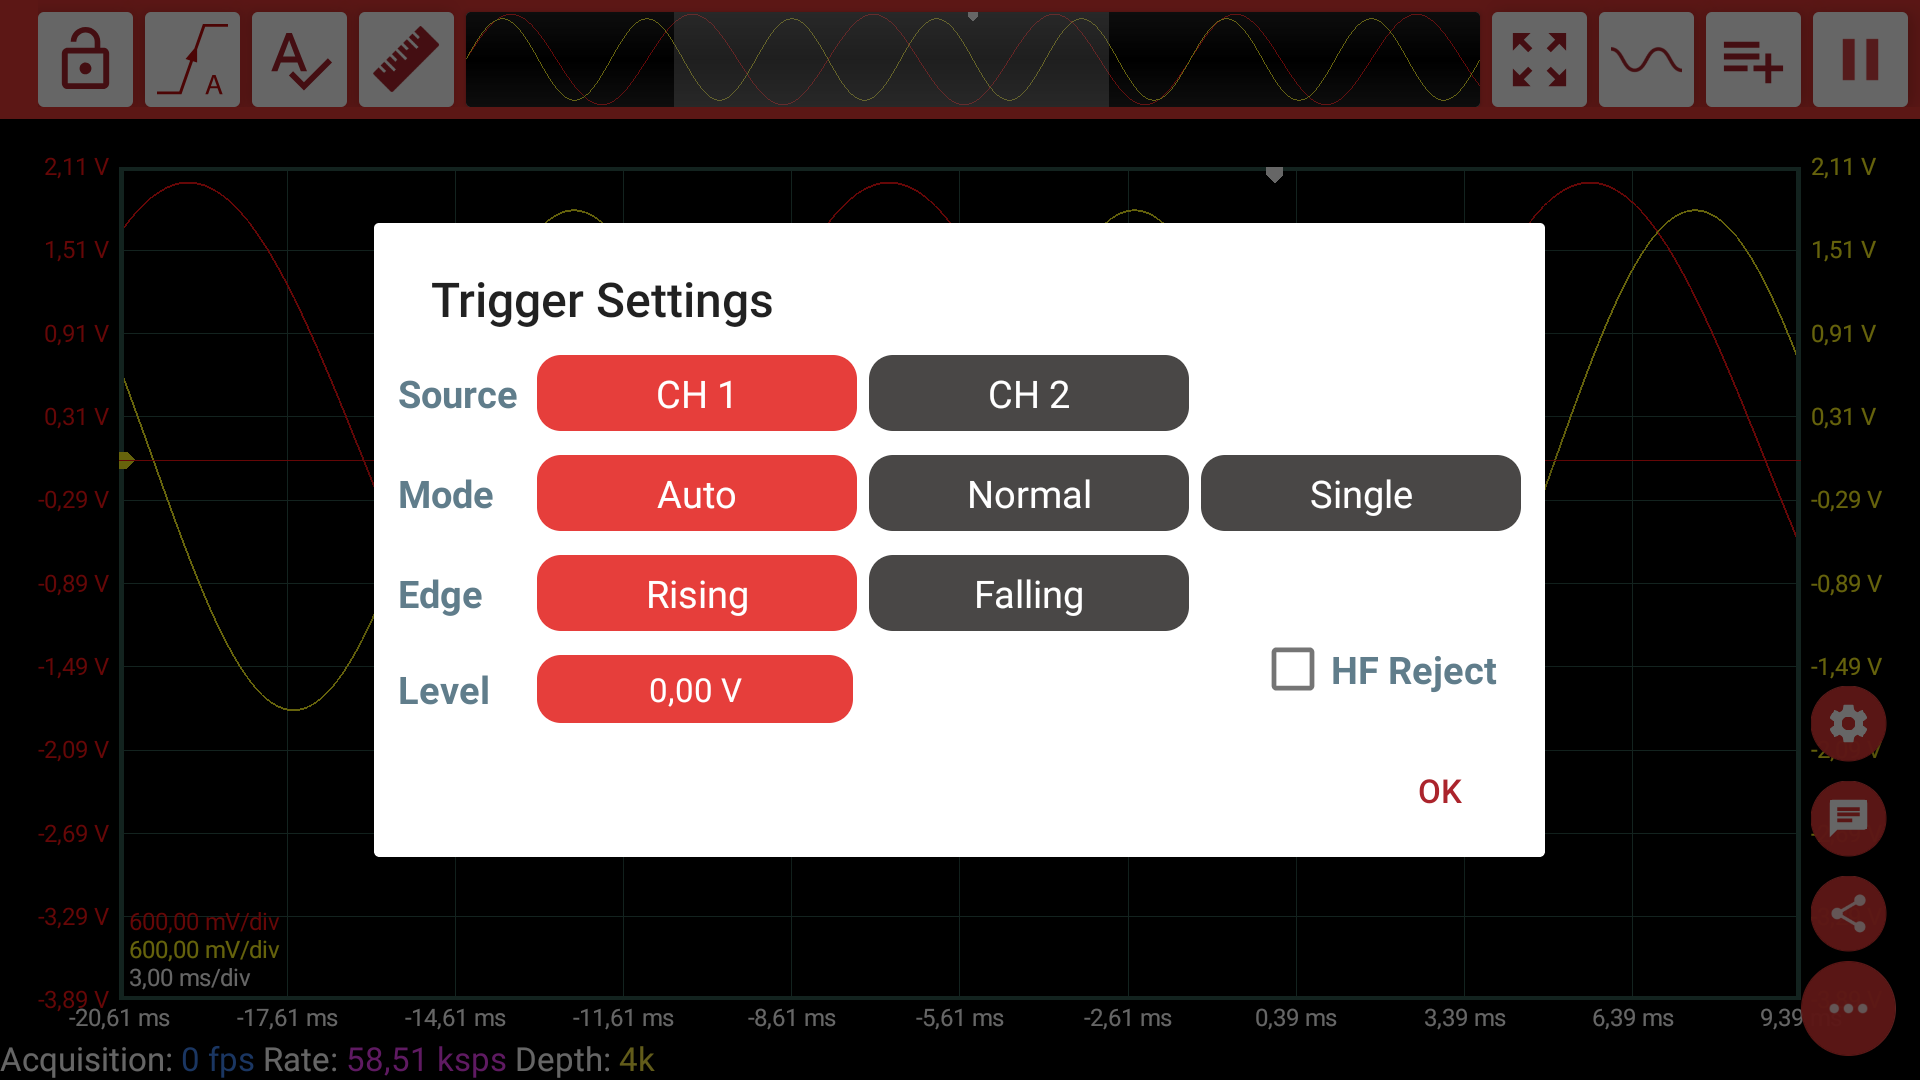 A
A
2,11 V 2,11 V
1,51 V 1,51 V
Trigger Settings
0,91 V 0,91 V
Source CH 1 CH 2
0,31 V 0,31 V
Mode Auto Normal Single
-0,29 V -0,29 V
-0,89 V -0,89 V
Edge Rising Falling
-1,49 V -1,49 V
Level 0,00 V HF Reject
-2,09 V
OK
-2,69 V
-3,29 V
600,00 mV/div
600,00 mV/div
3,00 ms/div
-3,89 V
-20,61 ms -17,61 ms -14,61 ms -11,61 ms -8,61 ms -5,61 ms -2,61 ms 0,39 ms 3,39 ms 6,39 ms 9,39
Acquisition: 0 fps Rate: 58,51 ksps Depth: 4k